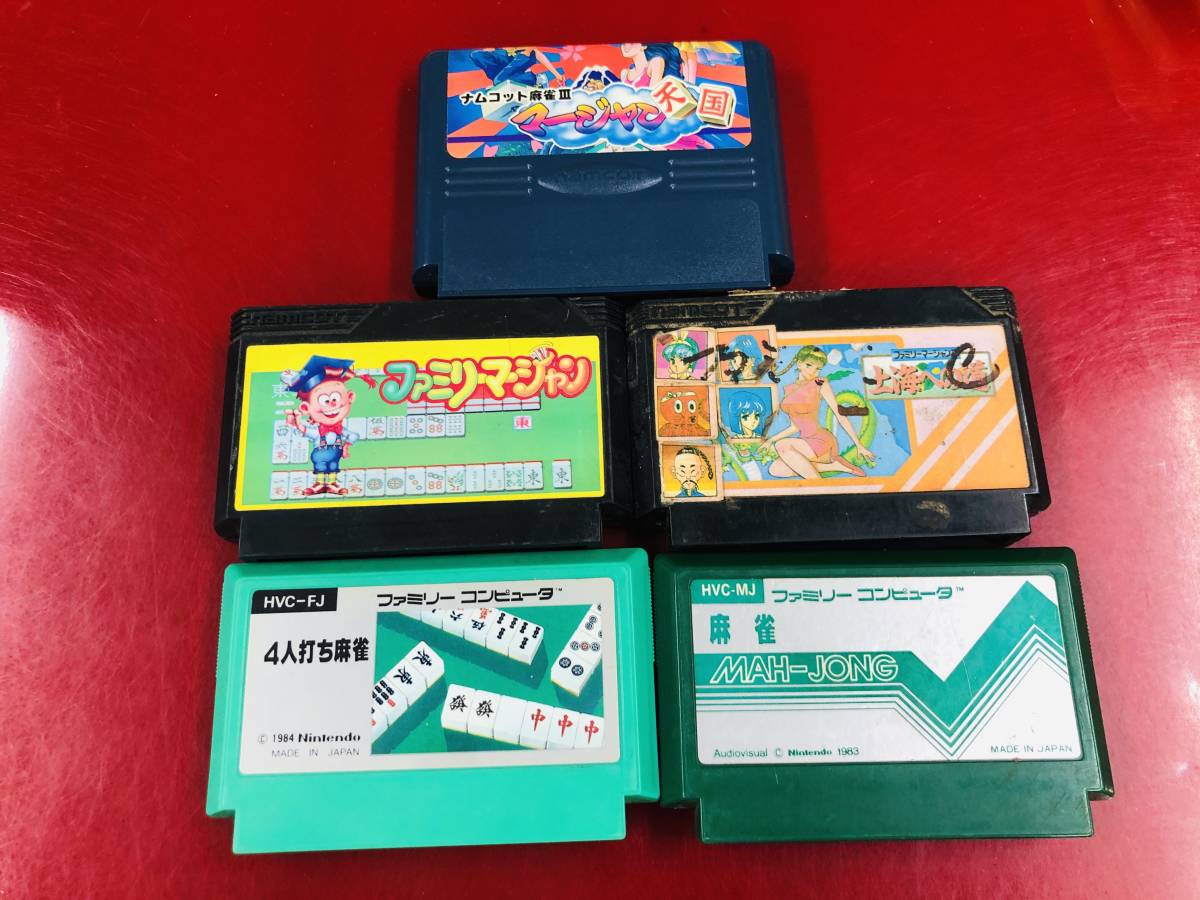 ナムコット麻雀Ⅲ
マージャン天国
namcot
namcot
ファミリーマージャン
東
namcot
ファミリーマージャン
上海への道
HVC-FJ
ファミリー コンピュータ™
4人打ち麻雀
© 1984 Nintendo
MADE IN JAPAN
HVC-MJ
ファミリー コンピュータ™
麻雀
MAH-JONG
Audiovisual © Nintendo 1983
MADE IN JAPAN